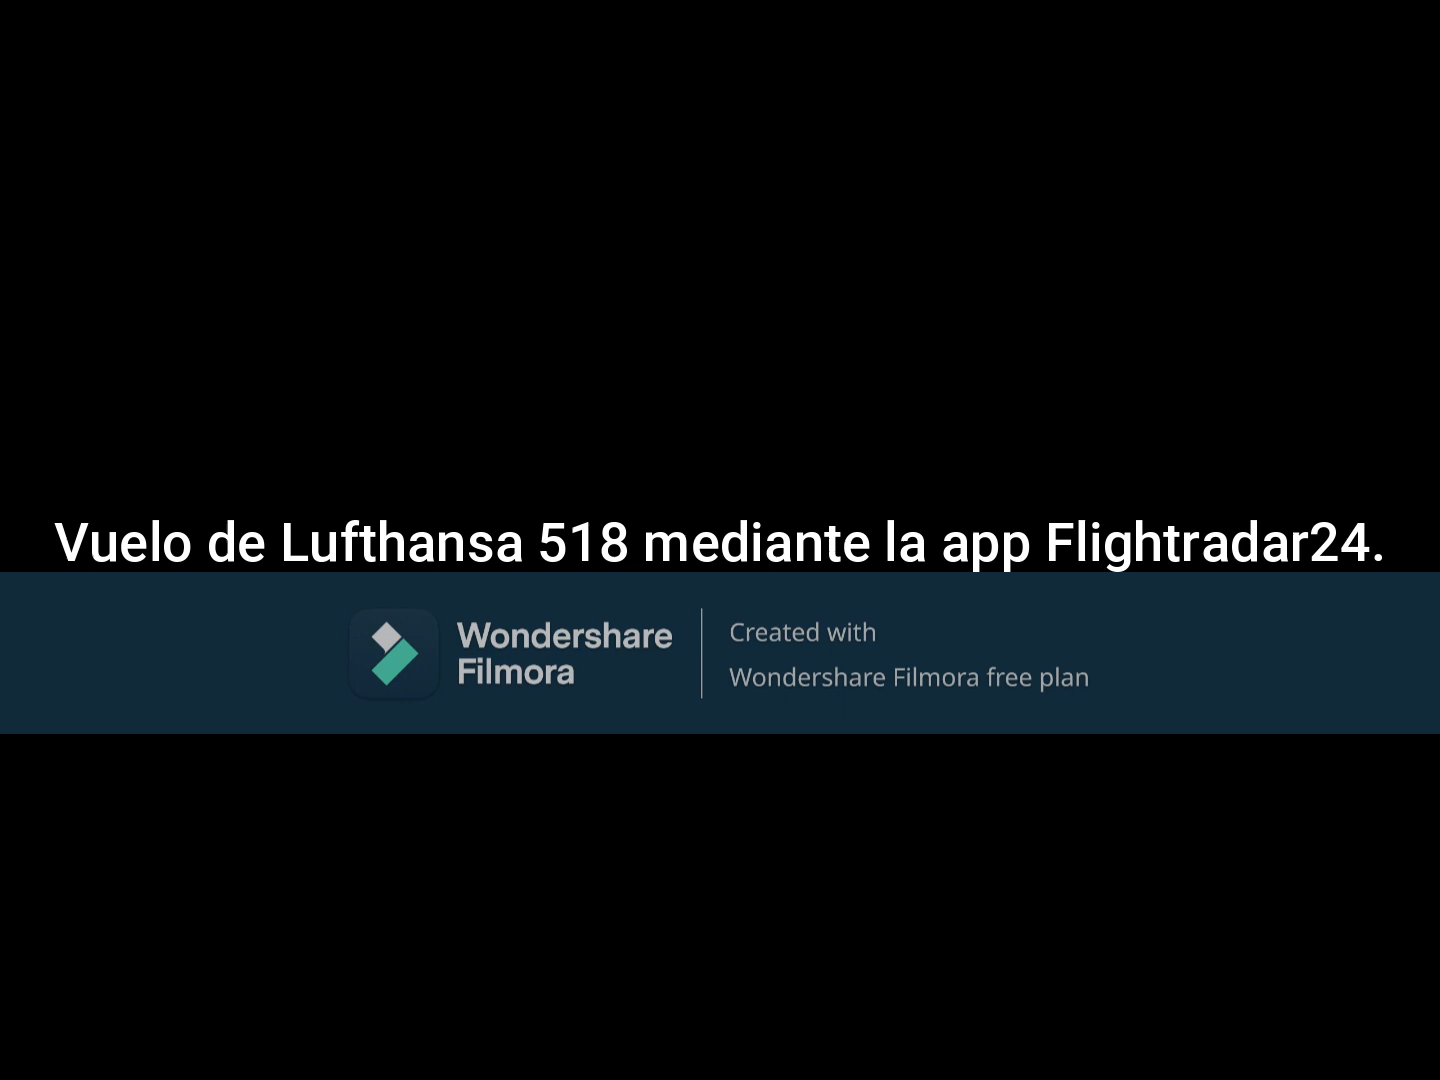 Vuelo de Lufthansa 518 mediante la app Flightradar24.
Wondershare
Filmora
Created with
Wondershare Filmora free plan